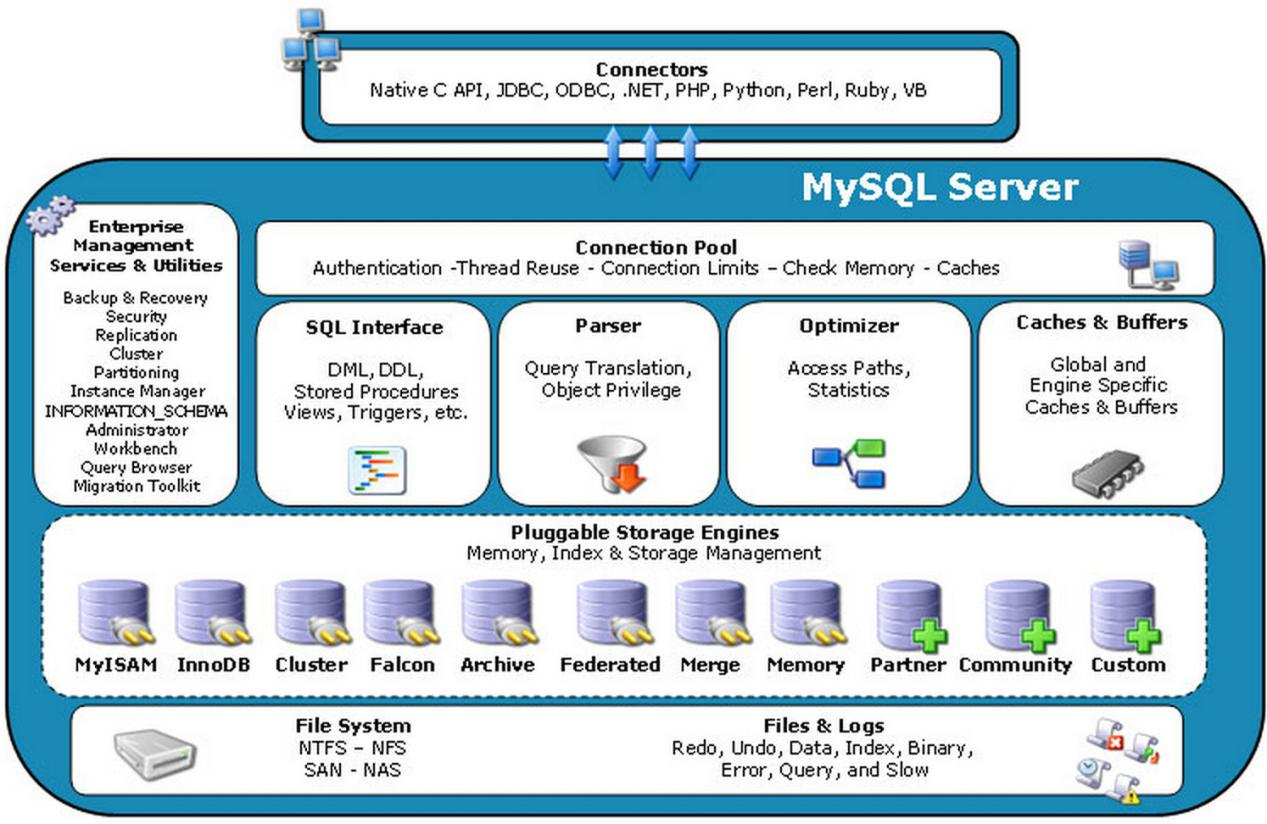 Connectors
Native C API, JDBC, ODBC, .NET, PHP, Python, Perl, Ruby, VB
MySQL Server
Enterprise
Management
Services & Utilities
Backup & Recovery
Security
Replication
Cluster
Partitioning
Instance Manager
INFORMATION_SCHEMA
Administrator
Workbench
Query Browser
Migration Toolkit
Connection Pool
Authentication -Thread Reuse - Connection Limits – Check Memory - Caches
SQL Interface
DML, DDL,
Stored Procedures
Views, Triggers, etc.
Parser
Query Translation,
Object Privilege
Optimizer
Access Paths,
Statistics
Caches & Buffers
Global and
Engine Specific
Caches & Buffers
Pluggable Storage Engines
Memory, Index & Storage Management
MyISAM InnoDB Cluster Falcon Archive Federated Merge Memory Partner Community Custom
File System
NTFS – NFS
SAN - NAS
Files & Logs
Redo, Undo, Data, Index, Binary,
Error, Query, and Slow